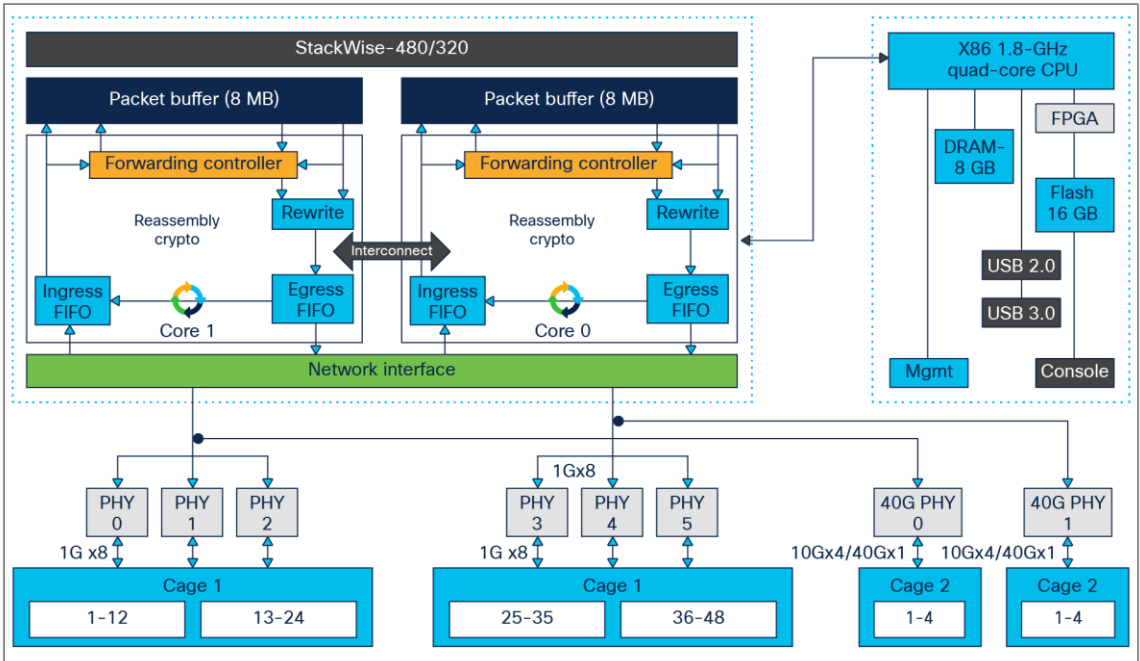 StackWise-480/320
Packet buffer (8 MB)
Forwarding controller
Reassembly
crypto
Rewrite
Ingress
FIFO
Core 1
Egress
FIFO
Interconnect
Packet buffer (8 MB)
Forwarding controller
Reassembly
crypto
Rewrite
Ingress
FIFO
Core 0
Egress
FIFO
Network interface
X86 1.8-GHz
quad-core CPU
FPGA
DRAM-
8 GB
Flash
16 GB
USB 2.0
USB 3.0
Mgmt
Console
PHY
0
PHY
1
PHY
2
1G x8
Cage 1
1-12
13-24
1Gx8
PHY
3
PHY
4
PHY
5
1G x8
Cage 1
25-35
36-48
40G PHY
0
10Gx4/40Gx1
Cage 2
1-4
40G PHY
1
10Gx4/40Gx1
Cage 2
1-4